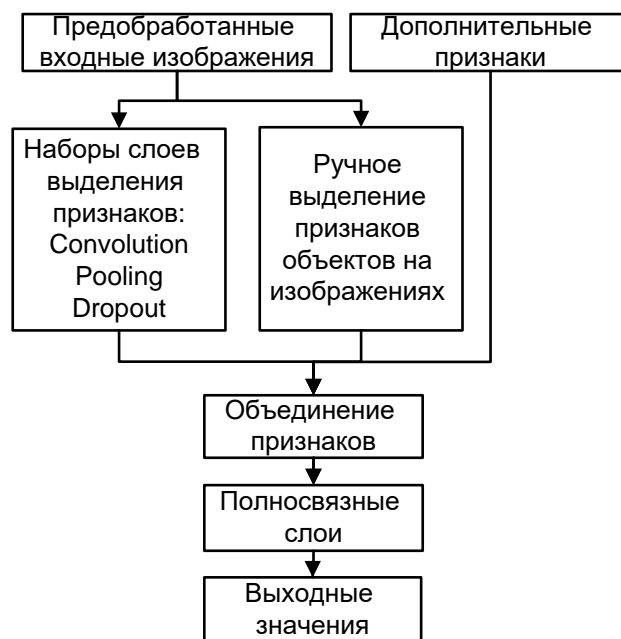 Предобработанные
входные изображения
Дополнительные
признаки
Наборы слоев
выделения
признаков:
Convolution
Pooling
Dropout
Ручное
выделение
признаков
объектов на
изображениях
Объединение
признаков
Полносвязные
слои
Выходные
значения